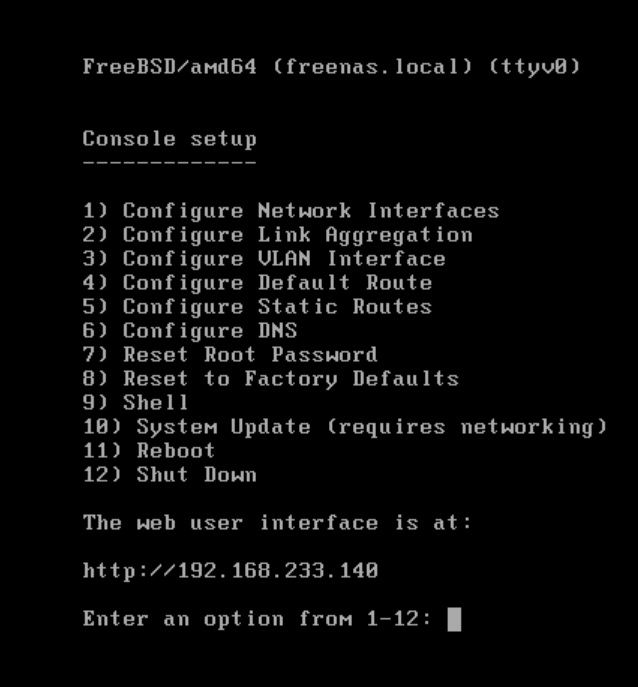 FreeBSD/amd64 (freenas.local) (ttyv0)
Console setup
-------------
1) Configure Network Interfaces
2) Configure Link Aggregation
3) Configure VLAN Interface
4) Configure Default Route
5) Configure Static Routes
6) Configure DNS
7) Reset Root Password
8) Reset to Factory Defaults
9) Shell
10) System Update (requires networking)
11) Reboot
12) Shut Down
The web user interface is at:
http://192.168.233.140
Enter an option from 1-12: